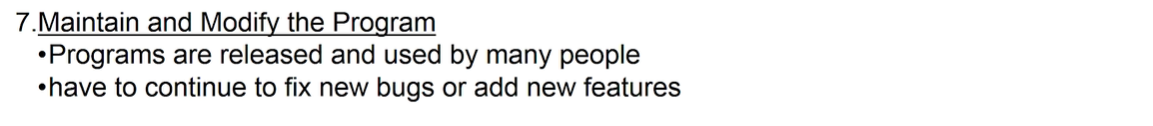 7.Maintain and Modify the Program
•Programs are released and used by many people
•have to continue to fix new bugs or add new features